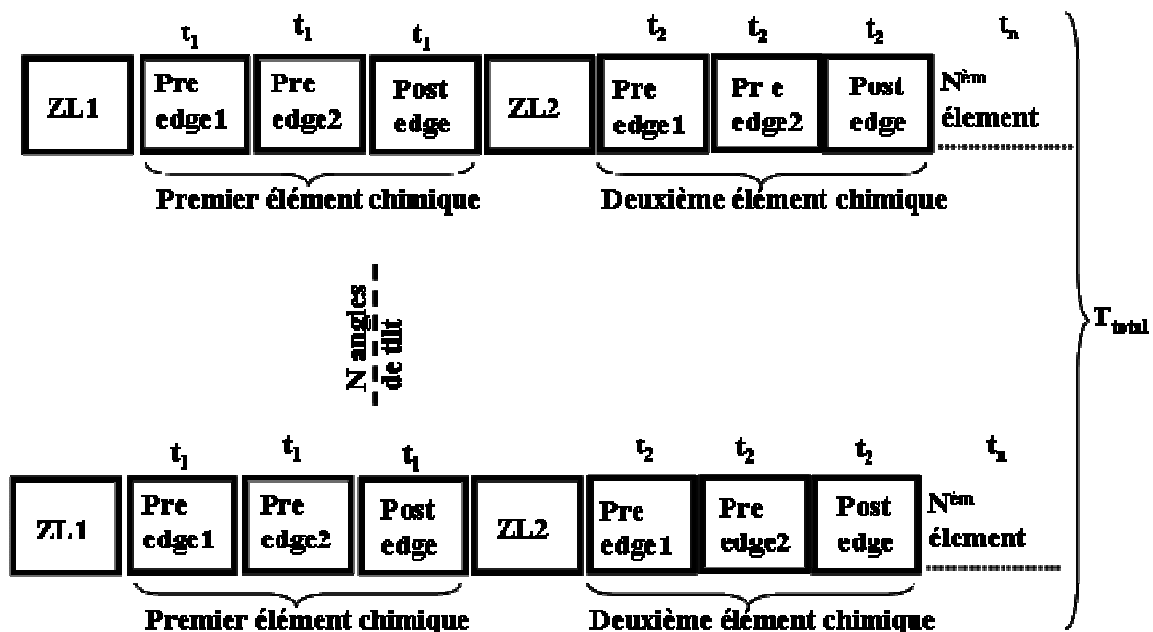 t1 t1 t1 t2 t2 t2 tn
ZL1
Pre edge1
Pre edge2
Post edge
ZL2
Pre edge1
Pr e edge2
Post edge
Nèm élement
Premier élément chimique
Deuxième élément chimique
N angles de tilt
Ttotal
t1 t1 t1 t2 t2 t2 tn
ZL1
Pre edge1
Pre edge2
Post edge
ZL2
Pre edge1
Pre edge2
Post edge
Nèm élement
Premier élément chimique
Deuxième élément chimique